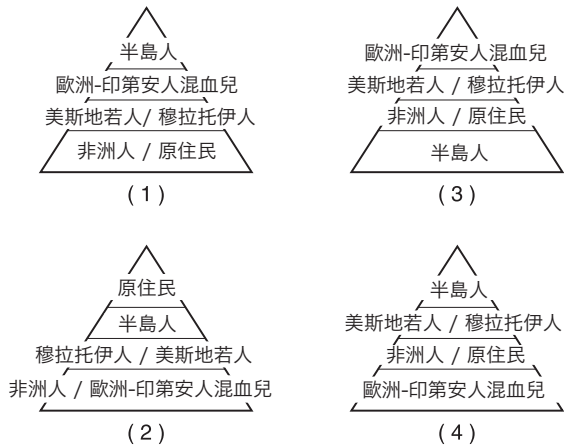 半島人
歐洲-印第安人混血兒
美斯地若人/ 穆拉托伊人
非洲人 / 原住民
(1)
歐洲-印第安人混血兒
美斯地若人 / 穆拉托伊人
非洲人 / 原住民
半島人
(3)
原住民
半島人
穆拉托伊人 / 美斯地若人
非洲人 / 歐洲-印第安人混血兒
(2)
半島人
美斯地若人 / 穆拉托伊人
非洲人 / 原住民
歐洲-印第安人混血兒
(4)